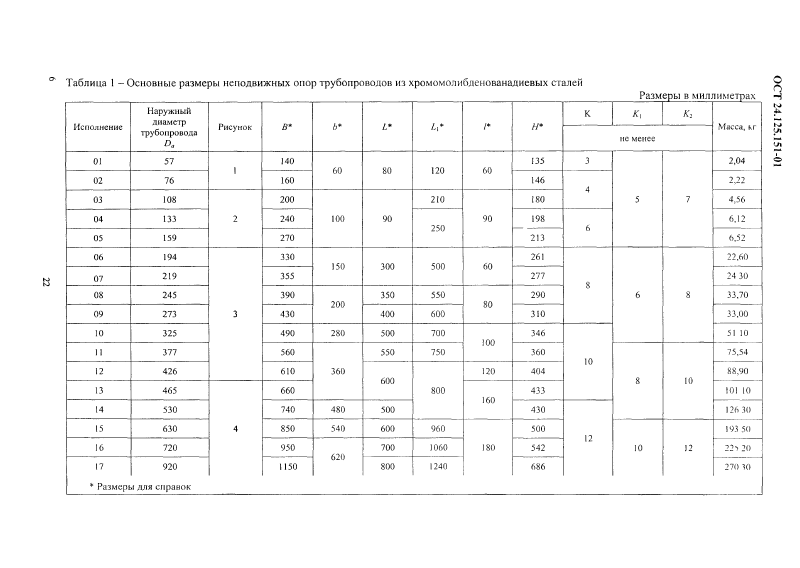 6
Таблица 1 – Основные размеры неподвижных опор трубопроводов из хромомолибденованадиевых сталей
ОСТ 24.125.151-01
Размеры в миллиметрах
Исполнение Наружный диаметр трубопровода Dа Рисунок B* b* L* L1* l* H* К K1 K2 Масса, кг
не менее
01 57 1 140 60 80 120 60 135 3 5 7 2,04
02 76 160 146 4 2,22
03 108 2 200 100 90 210 90 180 4,56
04 133 240 250 198 6 6,12
05 159 270 213 6,52
06 194 3 330 150 300 500 60 261 8 6 8 22,60
07 219 355 277 24 30
08 245 390 200 350 550 80 290 33,70
09 273 430 400 600 310 33,00
10 325 490 280 500 700 100 346 10 51 10
11 377 560 360 550 750 360 8 10 75,54
12 426 610 600 800 120 404 88,90
13 465 4 660 160 433 101 10
14 530 740 480 500 430 12 126 30
15 630 850 540 600 960 180 500 10 12 193 50
16 720 950 620 700 1060 542 20
17 920 1150 800 1240 686 270 30
* Размеры для справок
22